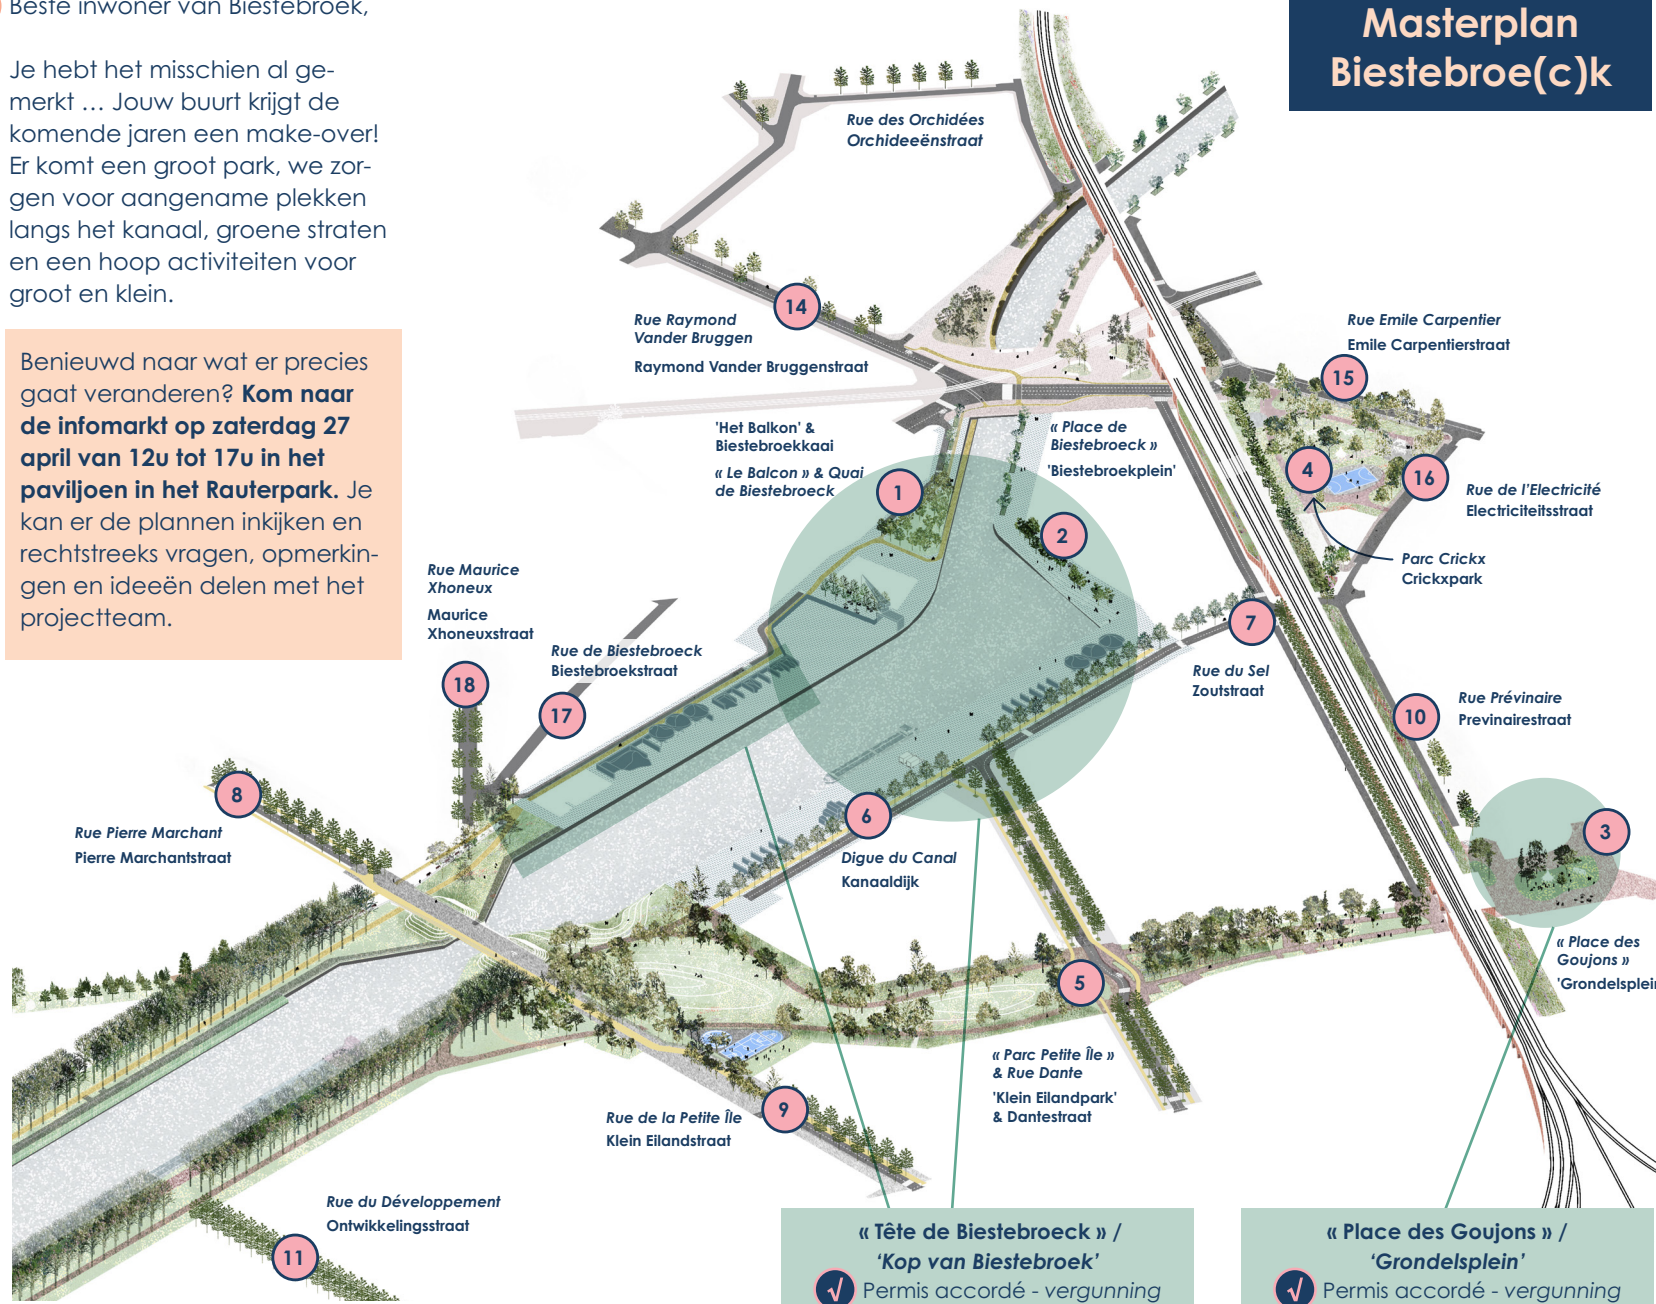 Beste inwoner van Biestebroek,
Je hebt het misschien al ge-
merkt … Jouw buurt krijgt de
komende jaren een make-over!
Er komt een groot park, we zor-
gen voor aangename plekken
langs het kanaal, groene straten
en een hoop activiteiten voor
groot en klein.
Benieuwd naar wat er precies
gaat veranderen? Kom naar
de infomarkt op zaterdag 27
april van 12u tot 17u in het
paviljoen in het Rauterpark. Je
kan er de plannen inkijken en
rechtstreeks vragen, opmerkin-
gen en ideeën delen met het
projectteam.
Masterplan
Biestebroe(c)k
Rue des Orchidées
Orchideeënstraat
14
Rue Raymond
Vander Bruggen
Raymond Vander Bruggenstraat
Rue Emile Carpentier
Emile Carpentierstraat
15
'Het Balkon' &
Biestebroekkaai
« Le Balcon » & Quai
de Biestebroeck
1
« Place de
Biestebroeck »
'Biestebroekplein'
2
4
16
Rue de l'Electricité
Electriciteitsstraat
Parc Crickx
Crickxpark
Rue Maurice
Xhoneux
Maurice
Xhoneuxstraat
18
Rue de Biestebroeck
Biestebroekstraat
17
7
Rue du Sel
Zoutstraat
10
Rue Prévinaire
Previnairestraat
8
Rue Pierre Marchant
Pierre Marchantstraat
6
Digue du Canal
Kanaaldijk
3
« Place des
Goujons »
'Grondelsplein
5
« Parc Petite Île »
& Rue Dante
'Klein Eilandpark'
& Dantestraat
9
Rue de la Petite Île
Klein Eilandstraat
Rue du Développement
Ontwikkelingsstraat
11
« Tête de Biestebroeck » /
‘Kop van Biestebroek’
√ Permis accordé - vergunning
« Place des Goujons » /
‘Grondelsplein’
√ Permis accordé - vergunning